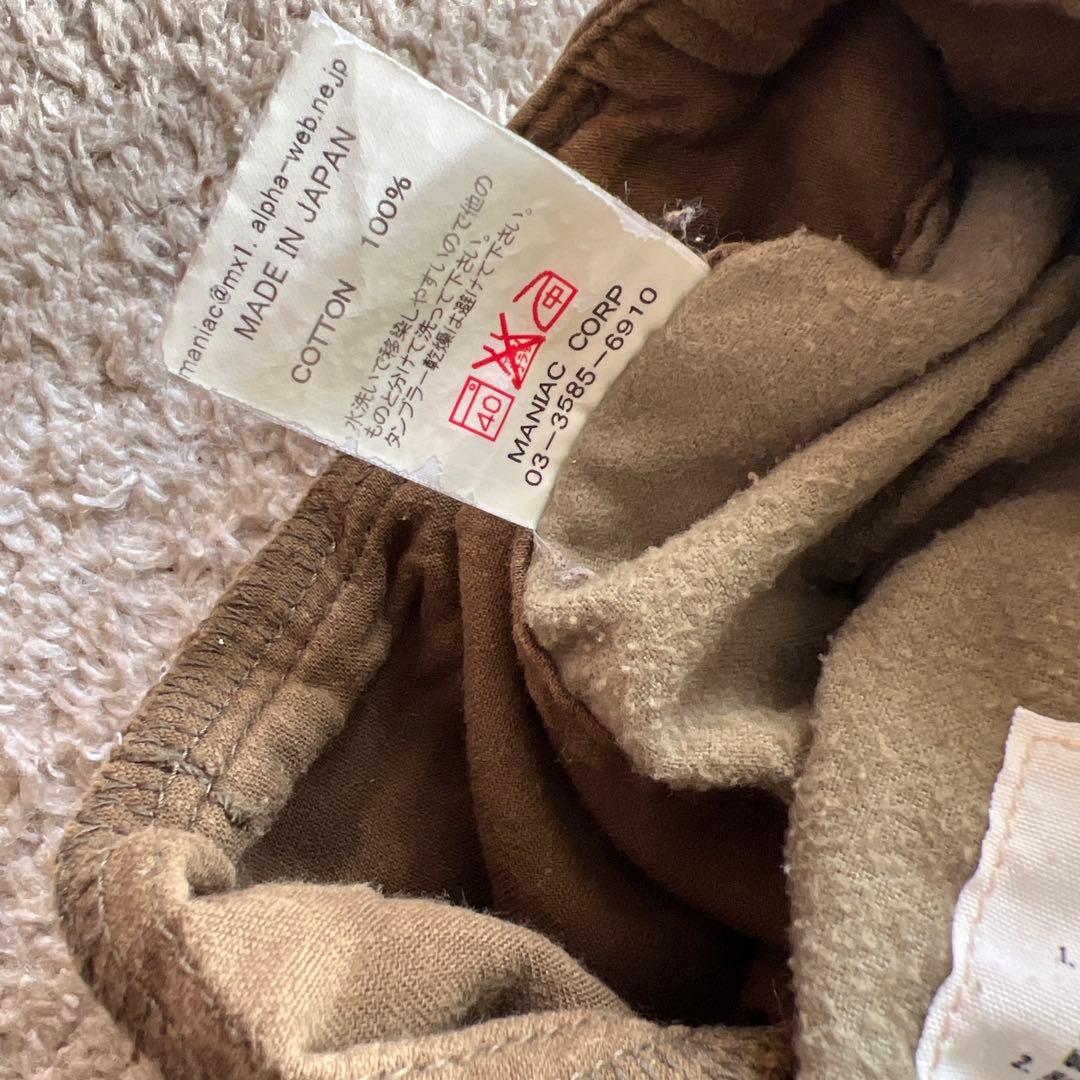 maniac@mx1.alpha-web.ne.jp
MADE IN JAPAN
COTTON 100%
水洗いで移染しやすいので他の
ものと分けて洗って下さい。
タンブラー乾燥は避けて下さい。
40
中
MANIAC CORP
03-3585-6910
1.
2.